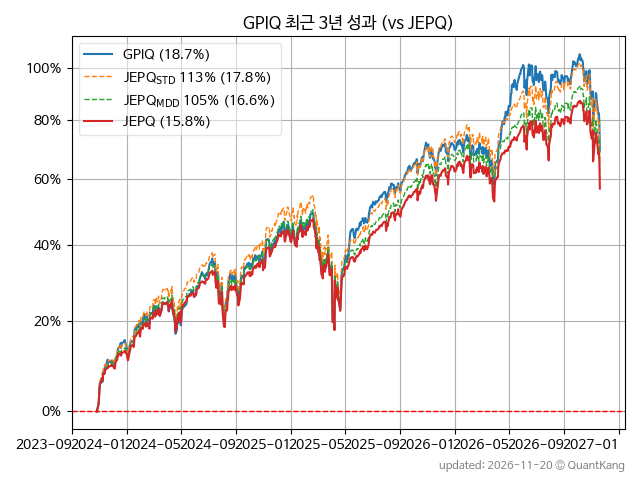 GPIQ 최근 3년 성과 (vs JEPQ)
GPIQ (18.7%)
JEPQSTD 113% (17.8%)
JEPQMDD 105% (16.6%)
JEPQ (15.8%)
100%
80%
60%
40%
20%
0%
2023-09 2024-01 2024-05 2024-09 2025-01 2025-05 2025-09 2026-01 2026-05 2026-09 2027-01
updated: 2026-11-20 © QuantKang